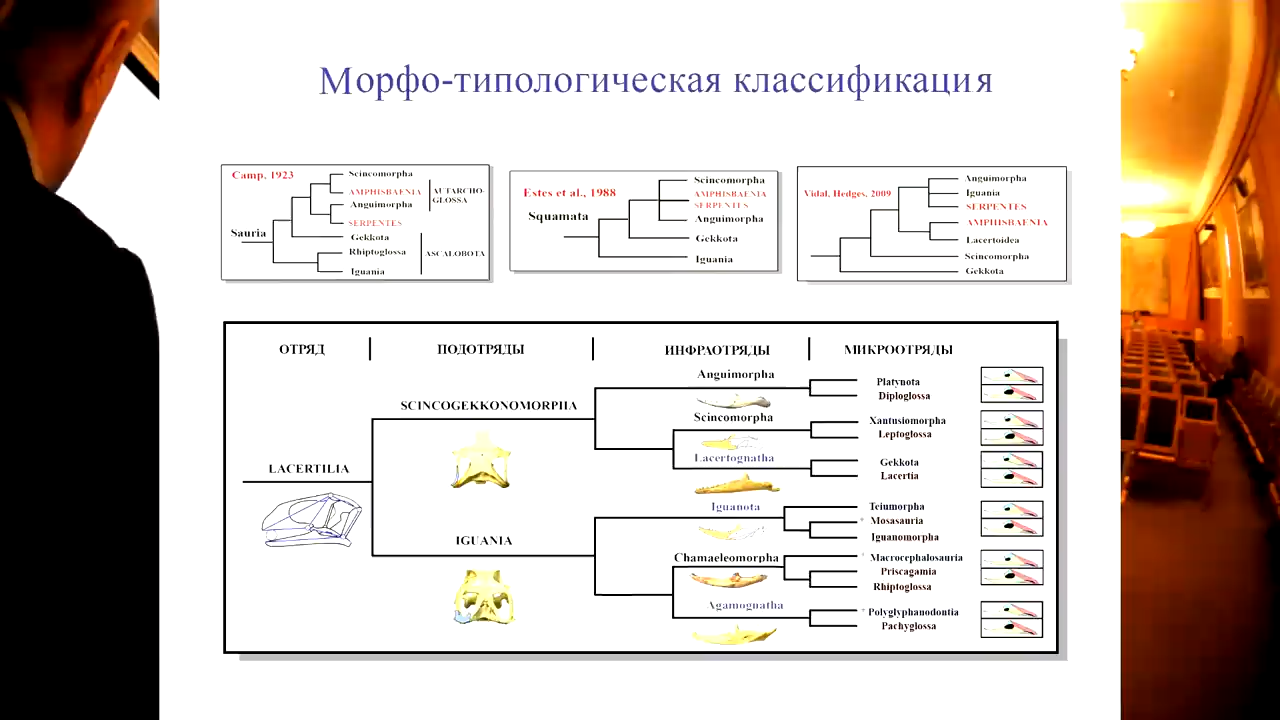 Морфо-типологическая классификация
Camp, 1923
Scincomorpha
AMPHISBAENIA
Anguimorpha
SERPENTES
Gekkota
Rhiptoglossa
Iguania
Sauria
AUTARCHO-
GLOSSA
ASCALOBOTA
Estes et al., 1988
Squamata
Scincomorpha
AMPHISBAENIA
SERPENTES
Anguimorpha
Gekkota
Iguania
Vidal, Hedges, 2009
Anguimorpha
Iguania
SERPENTES
AMPHISBAENIA
Lacertoidea
Scincomorpha
Gekkota
ОТРЯД
ПОДОТРЯДЫ
ИНФРАОТРЯДЫ
МИКРООТРЯДЫ
LACERTILIA
SCINCOGEKKONOMORPHA
IGUANIA
Anguimorpha
Scincomorpha
Lacertognatha
Iguanota
Chamaeleomorpha
Agamognatha
Platynota
Diploglossa
Xantusiomorpha
Leptoglossa
Gekkota
Lacertia
Teiumorpha
+ Mosasauria
Iguanomorpha
+ Macrocephalosauria
Priscagamia
Rhiptoglossa
+ Polyglyphanodontia
Pachyglossa